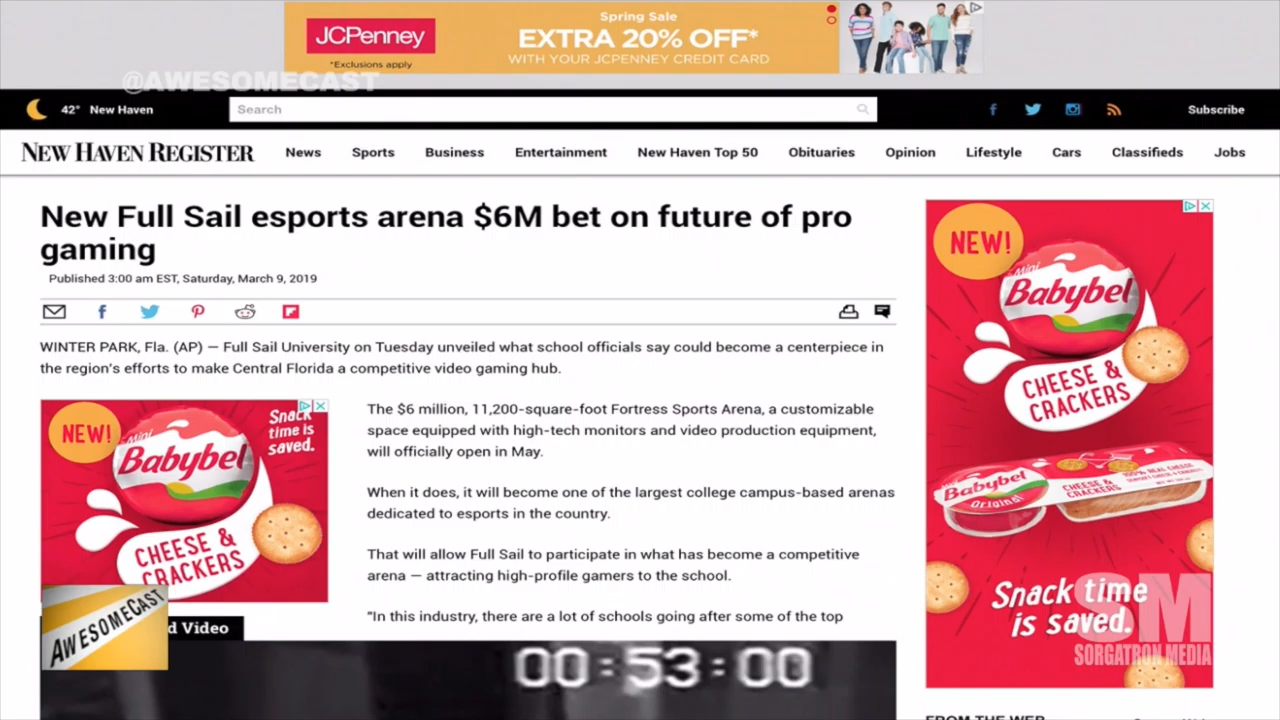 JCPenney
*Exclusions apply
Spring Sale
EXTRA 20% OFF*
WITH YOUR JCPENNEY CREDIT CARD
@AWESOMECAST
42° New Haven
Search
Subscribe
NEW HAVEN REGISTER
News Sports Business Entertainment New Haven Top 50 Obituaries Opinion Lifestyle Cars Classifieds Jobs
New Full Sail esports arena $6M bet on future of pro
gaming
Published 3:00 am EST, Saturday, March 9, 2019
WINTER PARK, Fla. (AP) — Full Sail University on Tuesday unveiled what school officials say could become a centerpiece in
the region's efforts to make Central Florida a competitive video gaming hub.
NEW!
Snack
time is
saved.
Mini
Babybel
CHEESE &
CRACKERS
The $6 million, 11,200-square-foot Fortress Sports Arena, a customizable
space equipped with high-tech monitors and video production equipment,
will officially open in May.
When it does, it will become one of the largest college campus-based arenas
dedicated to esports in the country.
That will allow Full Sail to participate in what has become a competitive
arena — attracting high-profile gamers to the school.
"In this industry, there are a lot of schools going after some of the top
AWESOMECAST
d Video
00:53:00
NEW!
Mini
Babybel
CHEESE &
CRACKERS
Babybel
Original
CHEESE &
CRACKERS
100% REAL CHEESE
Snack time
is saved.
SM
SORGATRON MEDIA
FROM THE WEB